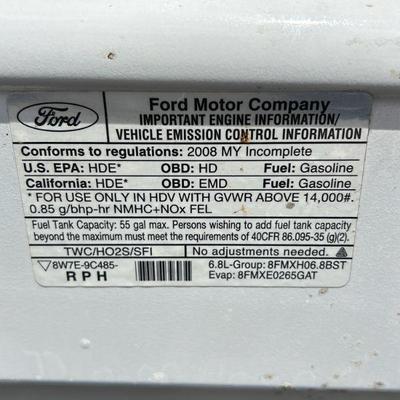 Ford
Ford Motor Company
IMPORTANT ENGINE INFORMATION/
VEHICLE EMISSION CONTROL INFORMATION
Conforms to regulations: 2008 MY Incomplete
U.S. EPA: HDE* OBD: HD Fuel: Gasoline
California: HDE* OBD: EMD Fuel: Gasoline
*FOR USE ONLY IN HDV WITH GVWR ABOVE 14,000#.
0.85 g/bhp-hr NMHC+NOx FEL
Fuel Tank Capacity: 55 gal max. Persons wishing to add fuel tank
capacity must meet the requirements of 40CFR 86.095-35 (g)(2).
TWC/HO2S/SFI No adjustments needed.
8W7E-9C485- 6.8L-Group: 8FMXH06.8BST
RPH Evap: 8FMXE0265GAT